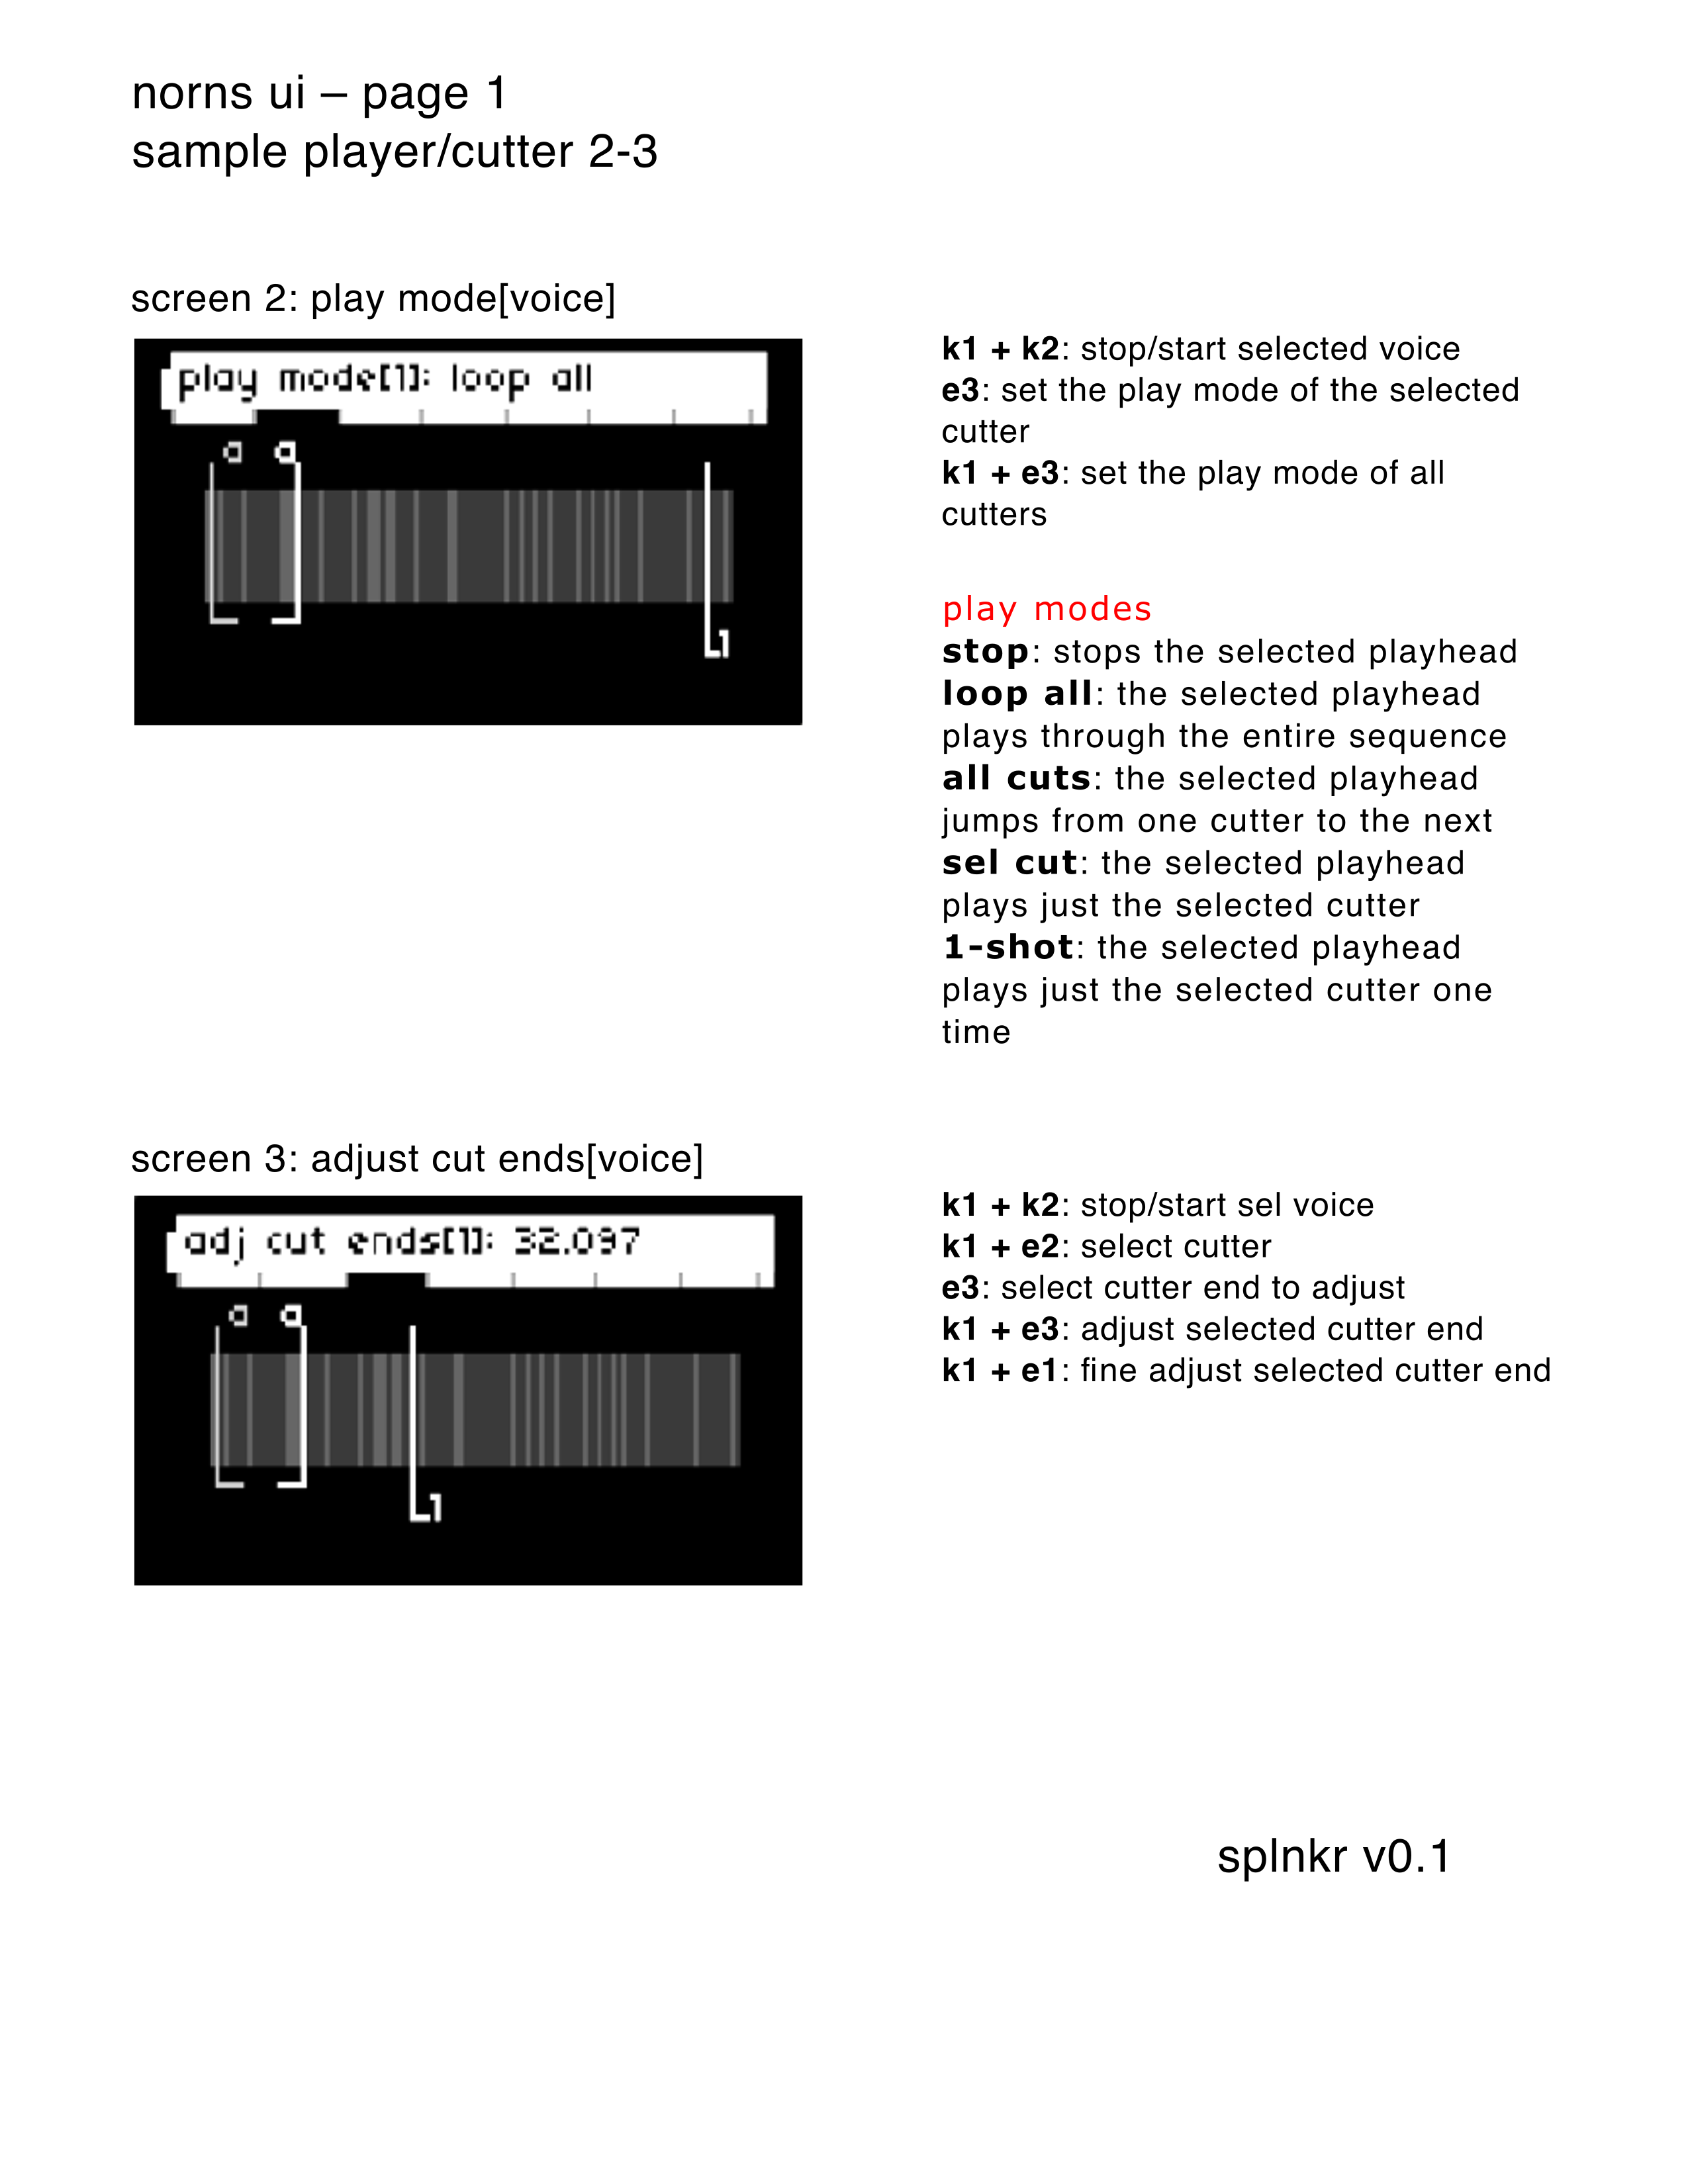 norns ui – page 1
sample player/cutter 2-3
screen 2: play mode[voice]
play mode[1]: loop all
a a
1
k1 + k2: stop/start selected voice
e3: set the play mode of the selected
cutter
k1 + e3: set the play mode of all
cutters
play modes
stop: stops the selected playhead
loop all: the selected playhead
plays through the entire sequence
all cuts: the selected playhead
jumps from one cutter to the next
sel cut: the selected playhead
plays just the selected cutter
1-shot: the selected playhead
plays just the selected cutter one
time
screen 3: adjust cut ends[voice]
adj cut ends[1]: 32.097
a a
1
k1 + k2: stop/start sel voice
k1 + e2: select cutter
e3: select cutter end to adjust
k1 + e3: adjust selected cutter end
k1 + e1: fine adjust selected cutter end
splnkr v0.1